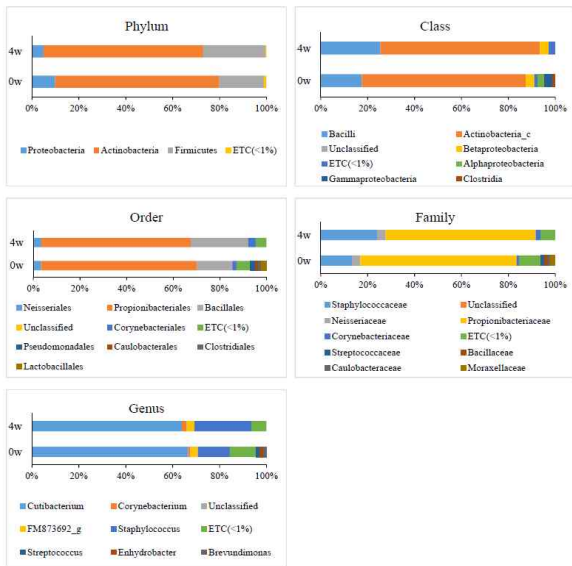 Phylum
4w
0w
0% 20% 40% 60% 80% 100%
Proteobacteria Actinobacteria Firmicutes ETC(<1%)
Class
4w
0w
0% 20% 40% 60% 80% 100%
Bacilli Actinobacteria_c
Unclassified Betaproteobacteria
ETC(<1%) Alphaproteobacteria
Gammaproteobacteria Clostridia
Order
4w
0w
0% 20% 40% 60% 80% 100%
Neisseriales Propionibacteriales Bacillales
Unclassified Corynebacteriales ETC(<1%)
Pseudomonadales Caulobacterales Clostridiales
Lactobacillales
Family
4w
0w
0% 20% 40% 60% 80% 100%
Staphylococcaceae Unclassified
Neisseriaceae Propionibacteriaceae
Corynebacteriaceae ETC(<1%)
Streptococcaceae Bacillaceae
Caulobacteraceae Moraxellaceae
Genus
4w
0w
0% 20% 40% 60% 80% 100%
Cutibacterium Corynebacterium Unclassified
FM873692_g Staphylococcus ETC(<1%)
Streptococcus Enhydrobacter Brevundimonas